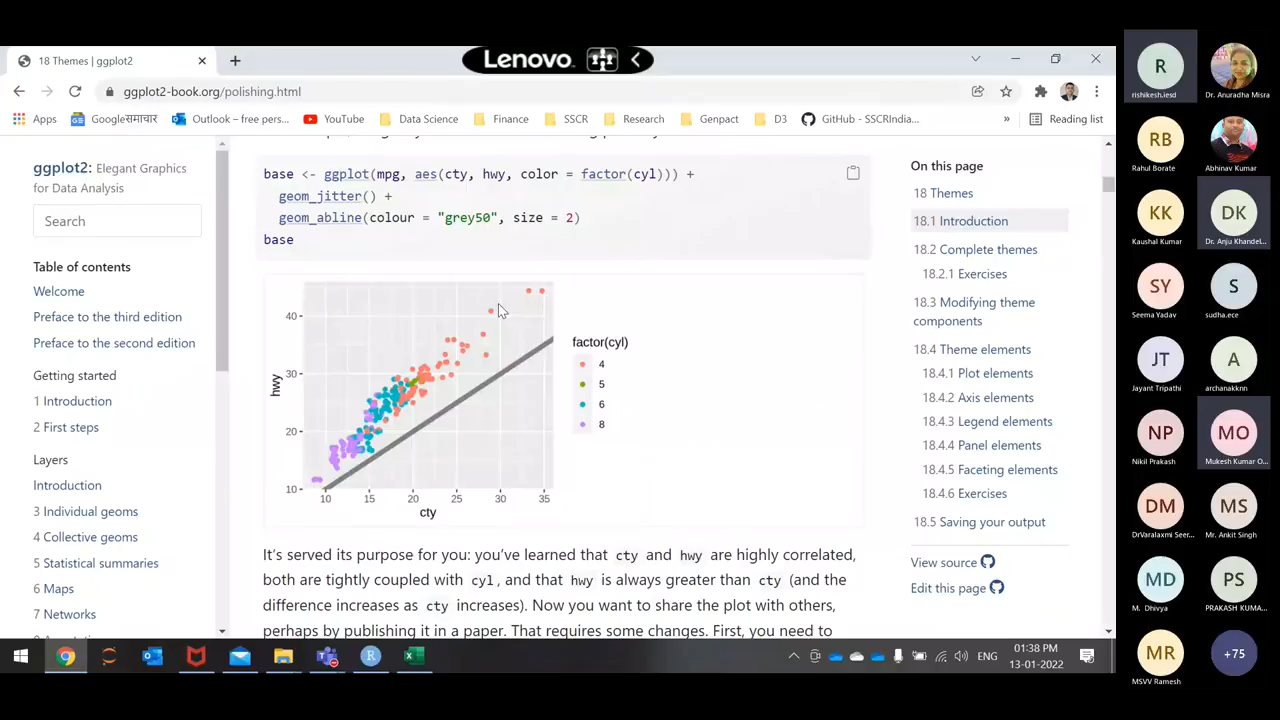 18 Themes | ggplot2
Lenovo
ggplot2-book.org/polishing.html
Apps
Googleसमाचार
Outlook – free pers...
YouTube
Data Science
Finance
SSCR
Research
Genpact
D3
GitHub - SSCRIndia...
»
Reading list
ggplot2: Elegant Graphics
for Data Analysis
Search
Table of contents
Welcome
Preface to the third edition
Preface to the second edition
Getting started
1 Introduction
2 First steps
Layers
Introduction
3 Individual geoms
4 Collective geoms
5 Statistical summaries
6 Maps
7 Networks
base <- ggplot(mpg, aes(cty, hwy, color = factor(cyl))) +
geom_jitter() +
geom_abline(colour = "grey50", size = 2)
base
40
30
20
10
hwy
10 15 20 25 30 35
cty
factor(cyl)
4
5
6
8
It's served its purpose for you: you've learned that cty and hwy are highly correlated,
both are tightly coupled with cyl, and that hwy is always greater than cty (and the
difference increases as cty increases). Now you want to share the plot with others,
perhaps by publishing it in a paper. That requires some changes. First, you need to
On this page
18 Themes
18.1 Introduction
18.2 Complete themes
18.2.1 Exercises
18.3 Modifying theme
components
18.4 Theme elements
18.4.1 Plot elements
18.4.2 Axis elements
18.4.3 Legend elements
18.4.4 Panel elements
18.4.5 Faceting elements
18.4.6 Exercises
18.5 Saving your output
View source
Edit this page
ENG
01:38 PM
13-01-2022
R
rishikesh.iesd
Dr. Anuradha Misra
RB
Rahul Borate
Abhinav Kumar
KK
Kaushal Kumar
DK
Dr. Anju Khandel...
SY
Seema Yadav
S
sudha.ece
JT
Jayant Tripathi
A
archanakknn
NP
Nikil Prakash
MO
Mukesh Kumar O...
DM
DrVaralaxmi Seer...
MS
Mr. Ankit Singh
MD
M. Dhivya
PS
PRAKASH KUMA...
MR
MSVV Ramesh
+75